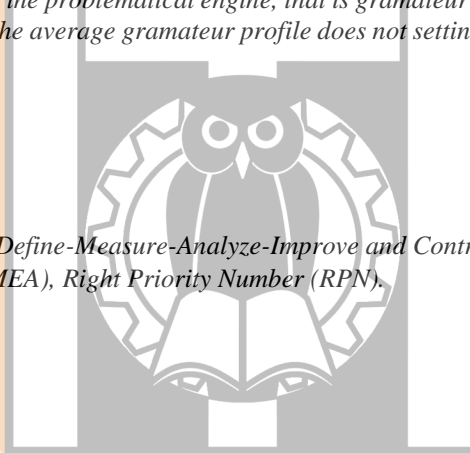 the problematical engine, that is gramateur
he average gramateur profile does not settin
Define-Measure-Analyze-Improve and Contr
MEA), Right Priority Number (RPN).